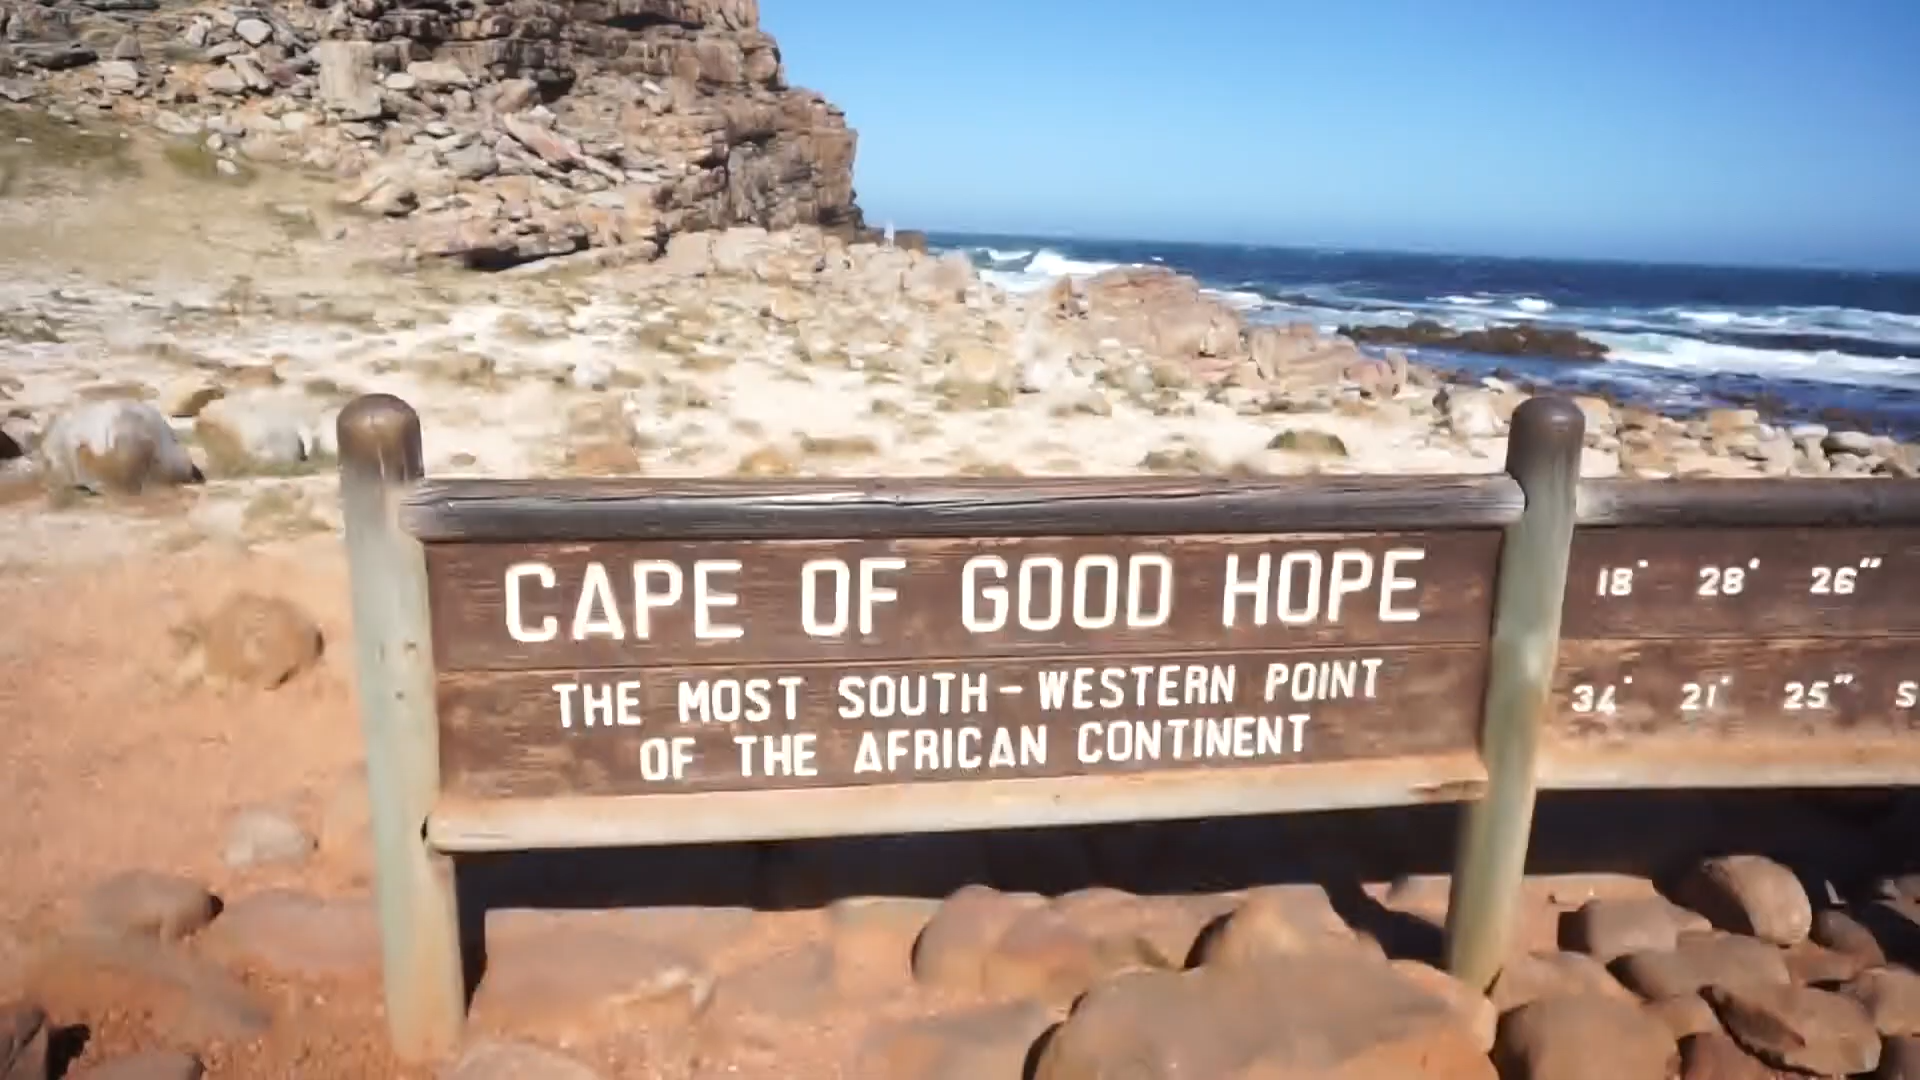 CAPE OF GOOD HOPE
THE MOST SOUTH-WESTERN POINT
OF THE AFRICAN CONTINENT
18° 28' 26"
34° 21' 25" S